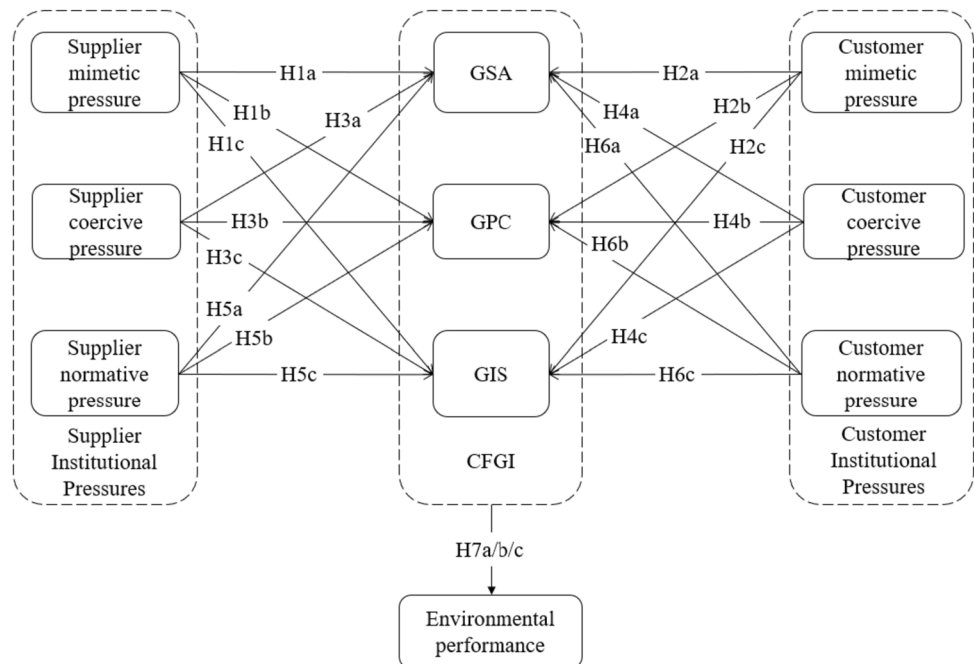 Supplier
mimetic
pressure
H1a
GSA
H2a
Customer
mimetic
pressure
H1b
H3a
H1c
H4a
H2b
H6a
H2c
Supplier
coercive
pressure
H3b
GPC
H4b
Customer
coercive
pressure
H3c
H6b
H5a
H5b
H4c
Supplier
normative
pressure
H5c
GIS
H6c
Customer
normative
pressure
Supplier
Institutional
Pressures
CFGI
Customer
Institutional
Pressures
H7a/b/c
Environmental
performance